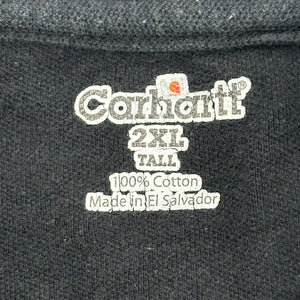 Carhartt
2XL
TALL
100% Cotton
Made in El Salvador